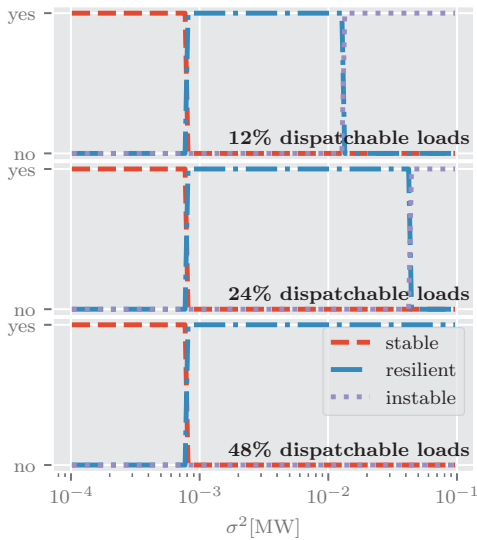 yes
no
12% dispatchable loads
yes
no
24% dispatchable loads
yes
no
stable
resilient
instable
48% dispatchable loads
10⁻⁴ 10⁻³ 10⁻² 10⁻¹
σ²[MW]